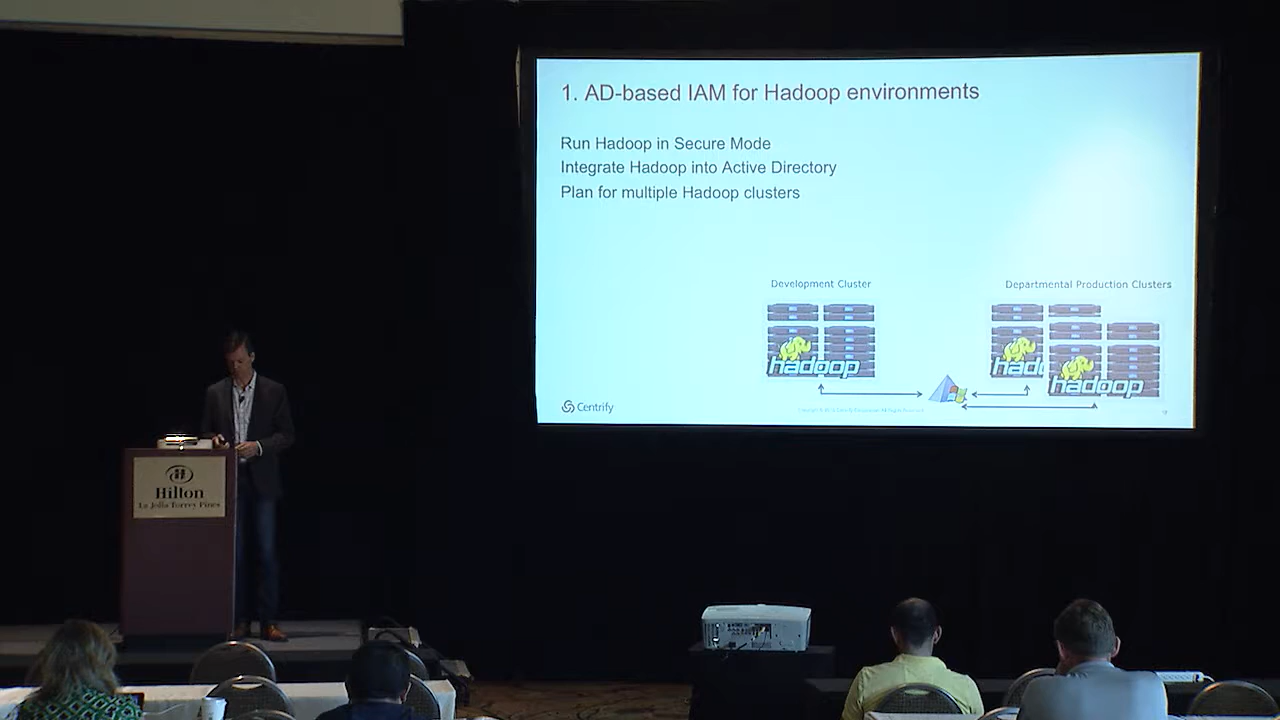 1. AD-based IAM for Hadoop environments
Run Hadoop in Secure Mode
Integrate Hadoop into Active Directory
Plan for multiple Hadoop clusters
Development Cluster
Departmental Production Clusters
hadoop
hado
hadoop
Centrify
Hilton
La Jolla Torrey Pines